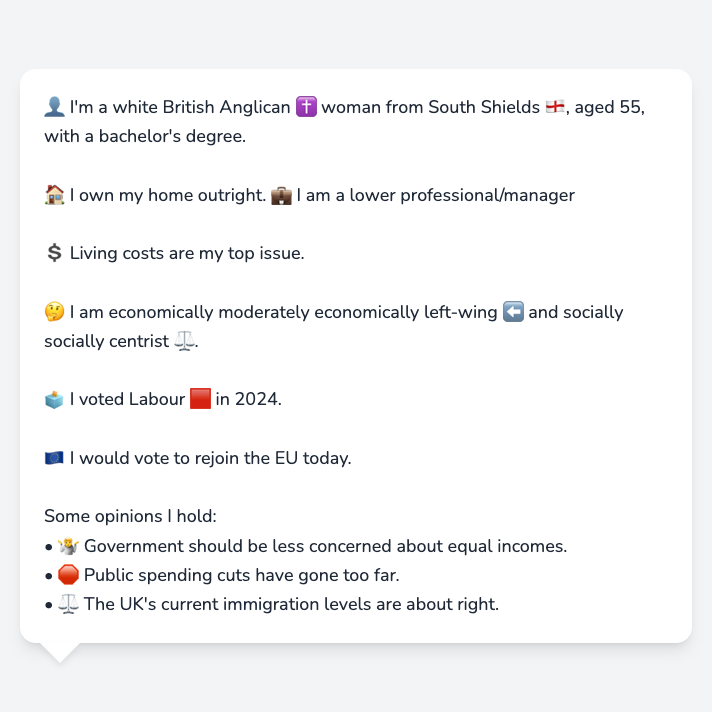 👤 I'm a white British Anglican ✝️ woman from South Shields 🏴󠁧󠁢󠁥󠁮󠁧󠁿, aged 55,
with a bachelor's degree.
🏠 I own my home outright. 💼 I am a lower professional/manager
💲 Living costs are my top issue.
🤔 I am economically moderately economically left-wing ⬅️ and socially
socially centrist ⚖️.
🗳️ I voted Labour 🟥 in 2024.
🇪🇺 I would vote to rejoin the EU today.
Some opinions I hold:
• 🤷 Government should be less concerned about equal incomes.
• 🛑 Public spending cuts have gone too far.
• ⚖️ The UK's current immigration levels are about right.